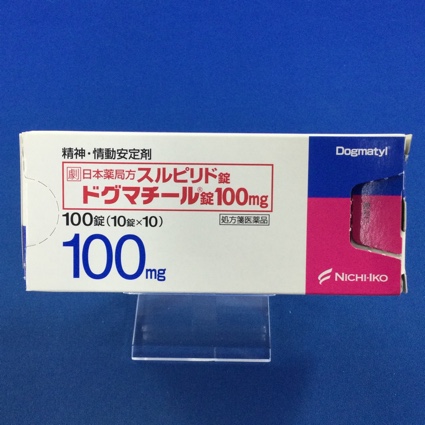 精神・情動安定剤
Dogmatyl®
劇 日本薬局方 スルピリド錠
ドグマチール®錠100mg
100錠(10錠×10)
処方箋医薬品
100mg
NICHI-IKO